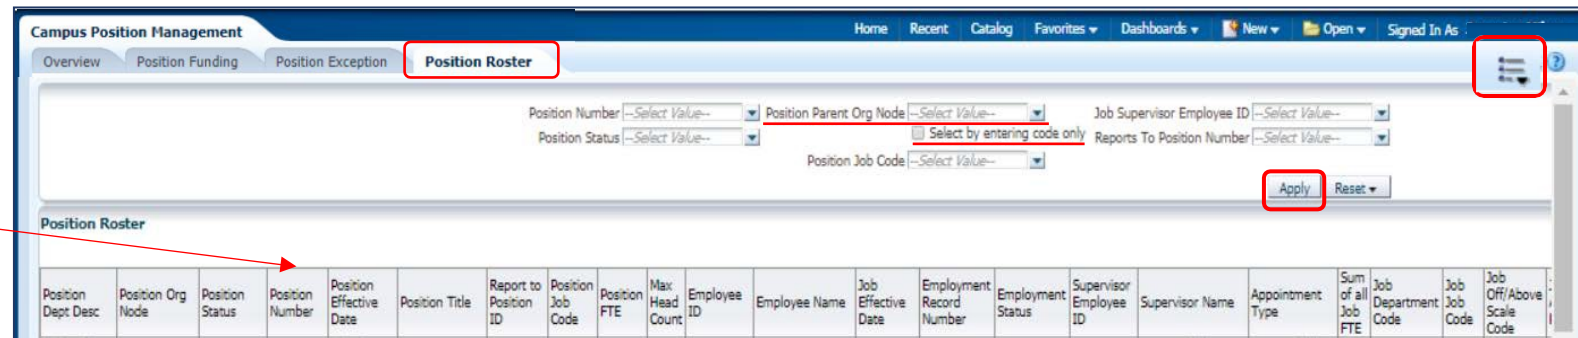 Campus Position Management
Home Recent Catalog Favorites Dashboards New Open Signed In As
Overview Position Funding Position Exception Position Roster
Position Number --Select Value-- Position Parent Org Node --Select Value-- Job Supervisor Employee ID --Select Value--
Position Status --Select Value-- Select by entering code only Reports To Position Number --Select Value--
Position Job Code --Select Value--
Apply Reset
Position Roster
Position Dept Desc
Position Org Node
Position Status
Position Number
Position Effective Date
Position Title
Report to Position ID
Position Job Code
Position FTE
Max Head Count
Employee ID
Employee Name
Job Effective Date
Employment Record Number
Employment Status
Supervisor Employee ID
Supervisor Name
Appointment Type
Sum of all Job FTE
Job Department Code
Job Job Code
Job Off/Above Scale Code